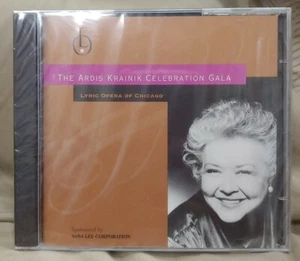 The Ardis Krainik Celebration Gala
Lyric Opera of Chicago
Sponsored by
SARA LEE CORPORATION